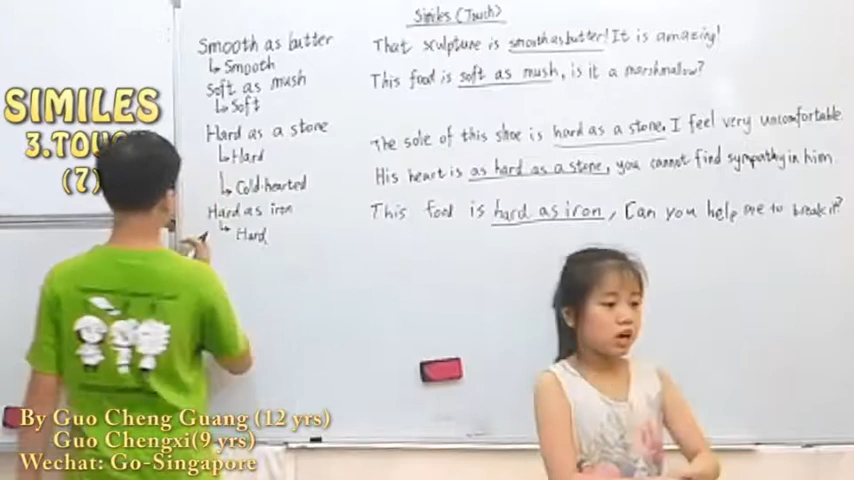 Similes (Touch)
Smooth as butter
↳ Smooth
That sculpture is smooth as butter! It is amazing!
Soft as mush
↳ Soft
This food is soft as mush, is it a marshmallow?
Hard as a stone
↳ Hard
The sole of this shoe is hard as a stone. I feel very uncomfortable
↳ Cold-hearted
His heart is as hard as a stone, you cannot find sympathy in him.
Hard as iron
↳ Hard
This food is hard as iron, Can you help me to break it?
SIMILES
3.TOUCH
(7)
By Guo Cheng Guang (12 yrs)
Guo Chengxi(9 yrs)
Wechat: Go-Singapore